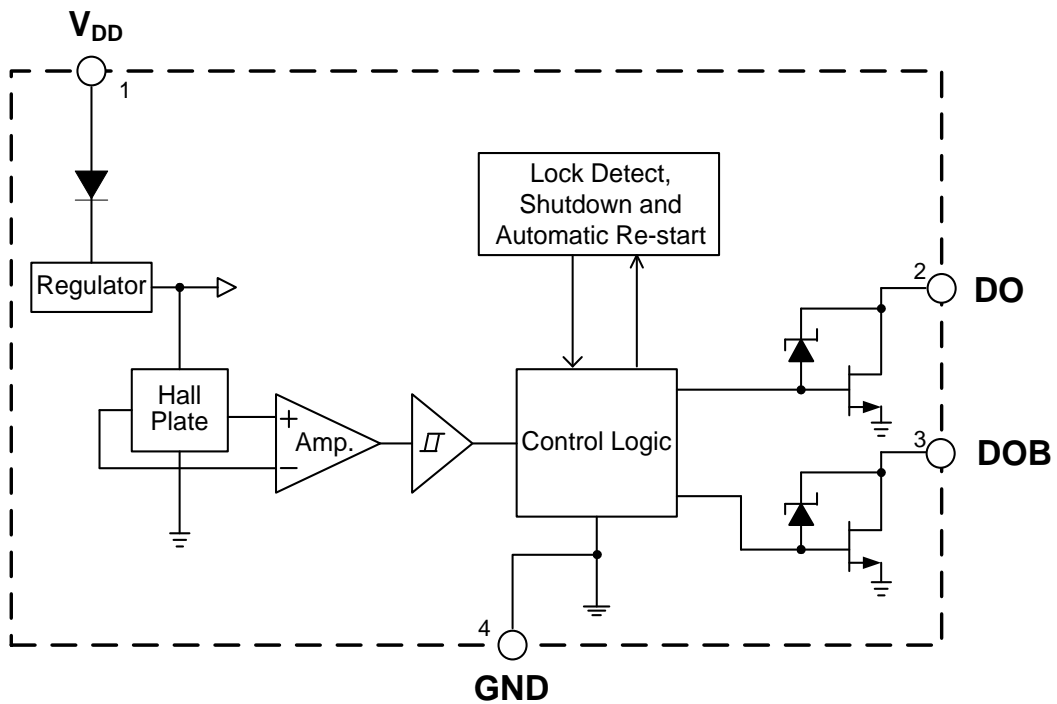 VDD
1
Lock Detect,
Shutdown and
Automatic Re-start
Regulator
2
DO
Hall
Plate
+
Amp.
−
Control Logic
3
DOB
4
GND